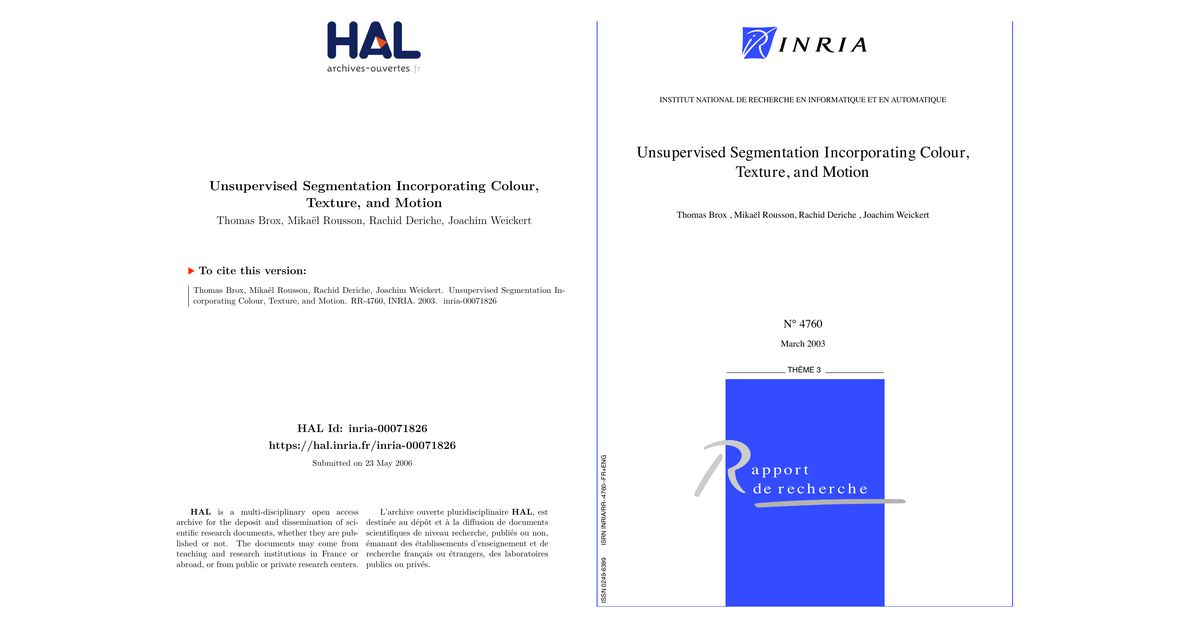 HAL
archives-ouvertes.fr
Unsupervised Segmentation Incorporating Colour,
Texture, and Motion
Thomas Brox, Mikaël Rousson, Rachid Deriche, Joachim Weickert
To cite this version:
Thomas Brox, Mikaël Rousson, Rachid Deriche, Joachim Weickert. Unsupervised Segmentation In-
corporating Colour, Texture, and Motion. RR-4760, INRIA. 2003. inria-00071826
HAL Id: inria-00071826
https://hal.inria.fr/inria-00071826
Submitted on 23 May 2006
HAL is a multi-disciplinary open access
archive for the deposit and dissemination of sci-
entific research documents, whether they are pub-
lished or not. The documents may come from
teaching and research institutions in France or
abroad, or from public or private research centers.
L'archive ouverte pluridisciplinaire HAL, est
destinée au dépôt et à la diffusion de documents
scientifiques de niveau recherche, publiés ou non,
émanant des établissements d'enseignement et de
recherche français ou étrangers, des laboratoires
publics ou privés.
INRIA
INSTITUT NATIONAL DE RECHERCHE EN INFORMATIQUE ET EN AUTOMATIQUE
Unsupervised Segmentation Incorporating Colour,
Texture, and Motion
Thomas Brox , Mikaël Rousson, Rachid Deriche , Joachim Weickert
N° 4760
March 2003
THÈME 3
Rapport
de recherche
ISSN 0249-6399 ISRN INRIA/RR--4760--FR+ENG